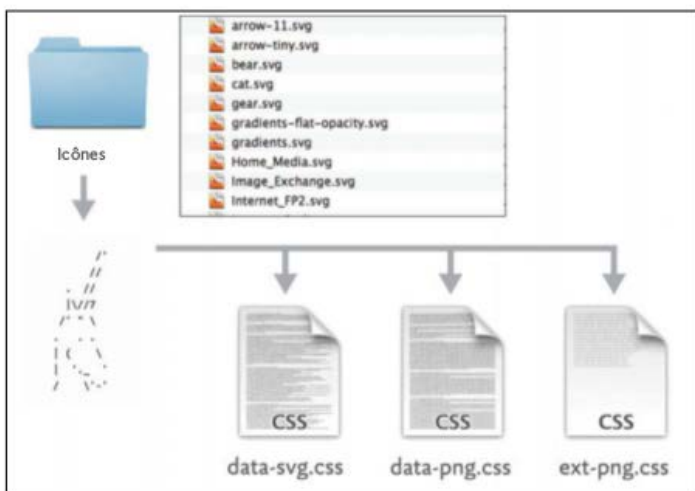 arrow-11.svg
arrow-tiny.svg
bear.svg
cat.svg
gear.svg
gradients-flat-opacity.svg
gradients.svg
Home_Media.svg
Image_Exchange.svg
Internet_FP2.svg
Icônes
CSS
CSS
CSS
data-svg.css
data-png.css
ext-png.css